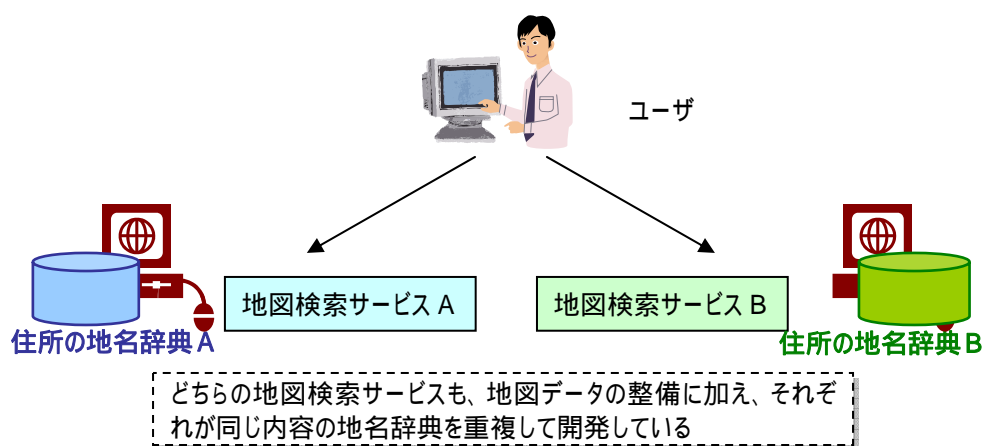 ユーザ
地図検索サービスA
地図検索サービスB
住所の地名辞典A
住所の地名辞典B
どちらの地図検索サービスも、地図データの整備に加え、それぞ
れが同じ内容の地名辞典を重複して開発している